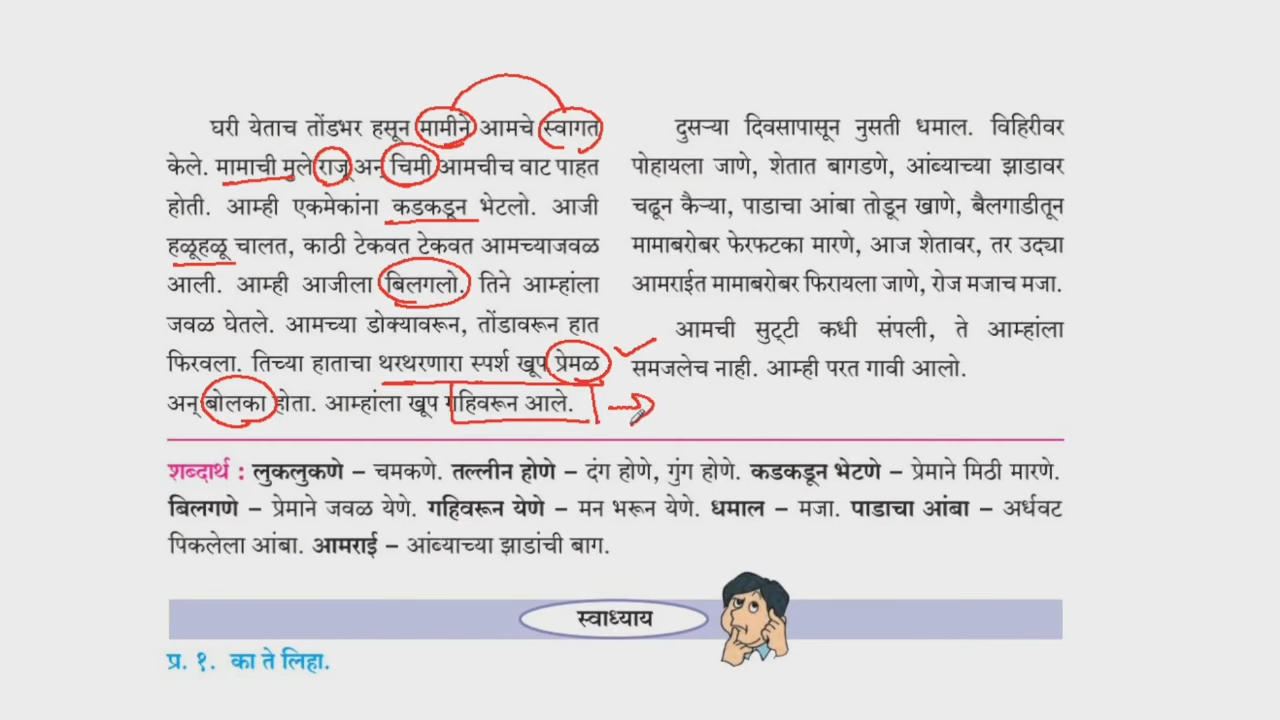 घरी येताच तोंडभर हसून मामीने आमचे स्वागत
केले. मामाची मुले राजू अन् चिमी आमचीच वाट पाहत
होती. आम्ही एकमेकांना कडकडून भेटलो. आजी
हळूहळू चालत, काठी टेकवत टेकवत आमच्याजवळ
आली. आम्ही आजीला बिलगलो. तिने आम्हांला
जवळ घेतले. आमच्या डोक्यावरून, तोंडावरून हात
फिरवला. तिच्या हाताचा थरथरणारा स्पर्श खूप प्रेमळ
अन् बोलका होता. आम्हांला खूप गहिवरून आले.
दुसऱ्या दिवसापासून नुसती धमाल. विहिरीवर
पोहायला जाणे, शेतात बागडणे, आंब्याच्या झाडावर
चढून कैऱ्या, पाडाचा आंबा तोडून खाणे, बैलगाडीतून
मामाबरोबर फेरफटका मारणे, आज शेतावर, तर उद्या
आमराईत मामाबरोबर फिरायला जाणे, रोज मजाच मजा.
आमची सुट्टी कधी संपली, ते आम्हांला
समजलेच नाही. आम्ही परत गावी आलो.
शब्दार्थ : लुकलुकणे – चमकणे. तल्लीन होणे – दंग होणे, गुंग होणे. कडकडून भेटणे – प्रेमाने मिठी मारणे.
बिलगणे – प्रेमाने जवळ येणे. गहिवरून येणे – मन भरून येणे. धमाल – मजा. पाडाचा आंबा – अर्धवट
पिकलेला आंबा. आमराई – आंब्याच्या झाडांची बाग.
स्वाध्याय
प्र. १. का ते लिहा.